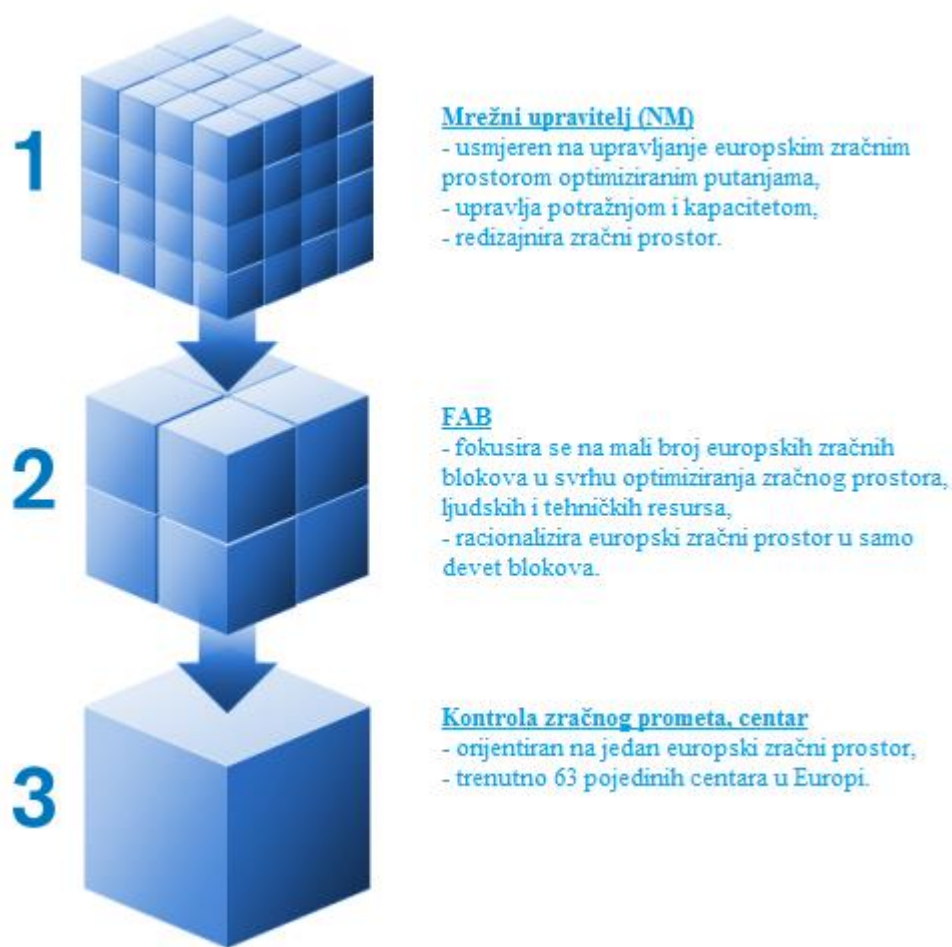 1
Mrežni upravitelj (NM)
- usmjeren na upravljanje europskim zračnim
prostorom optimiziranim putanjama,
- upravlja potražnjom i kapacitetom,
- redizajnira zračni prostor.
2
FAB
- fokusira se na mali broj europskih zračnih
blokova u svrhu optimiziranja zračnog prostora,
ljudskih i tehničkih resursa,
- racionalizira europski zračni prostor u samo
devet blokova.
3
Kontrola zračnog prometa, centar
- orijentiran na jedan europski zračni prostor,
- trenutno 63 pojedinih centara u Europi.